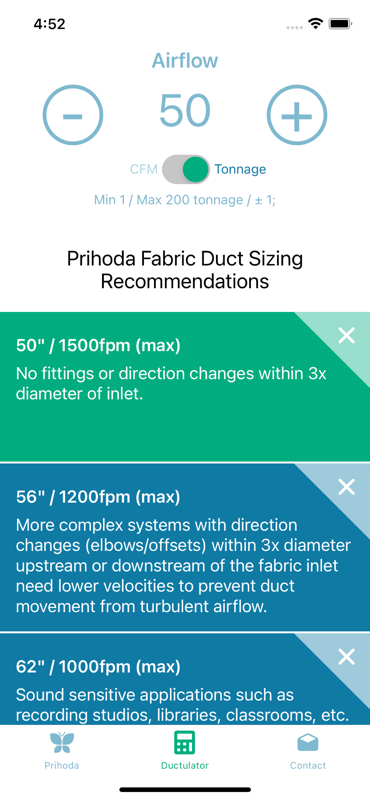 4:52
Airflow
- 50 +
CFM Tonnage
Min 1 / Max 200 tonnage / ± 1;
Prihoda Fabric Duct Sizing
Recommendations
50" / 1500fpm (max)
No fittings or direction changes within 3x
diameter of inlet.
56" / 1200fpm (max)
More complex systems with direction
changes (elbows/offsets) within 3x diameter
upstream or downstream of the fabric inlet
need lower velocities to prevent duct
movement from turbulent airflow.
62" / 1000fpm (max)
Sound sensitive applications such as
recording studios, libraries, classrooms, etc.
Prihoda Ductulator Contact